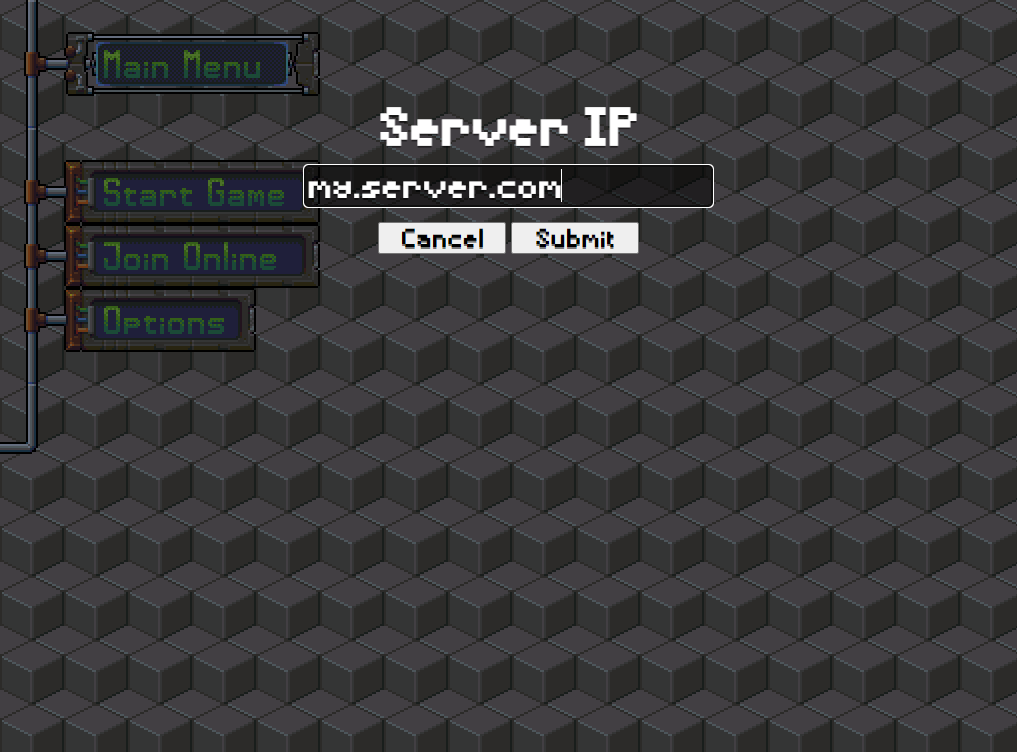 Main Menu
Server IP
Start Game
my.server.com
Join Online
Cancel
Submit
Options